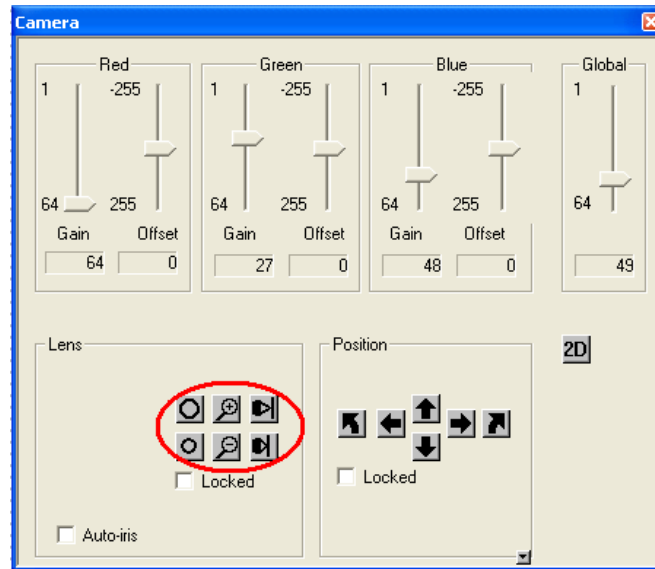 Camera
Red Green Blue Global
1 -255 1 -255 1 -255 1
64 255 64 255 64 255 64
Gain Offset Gain Offset Gain Offset
64 0 27 0 48 0 49
Lens Position 2D
Locked Locked
Auto-iris